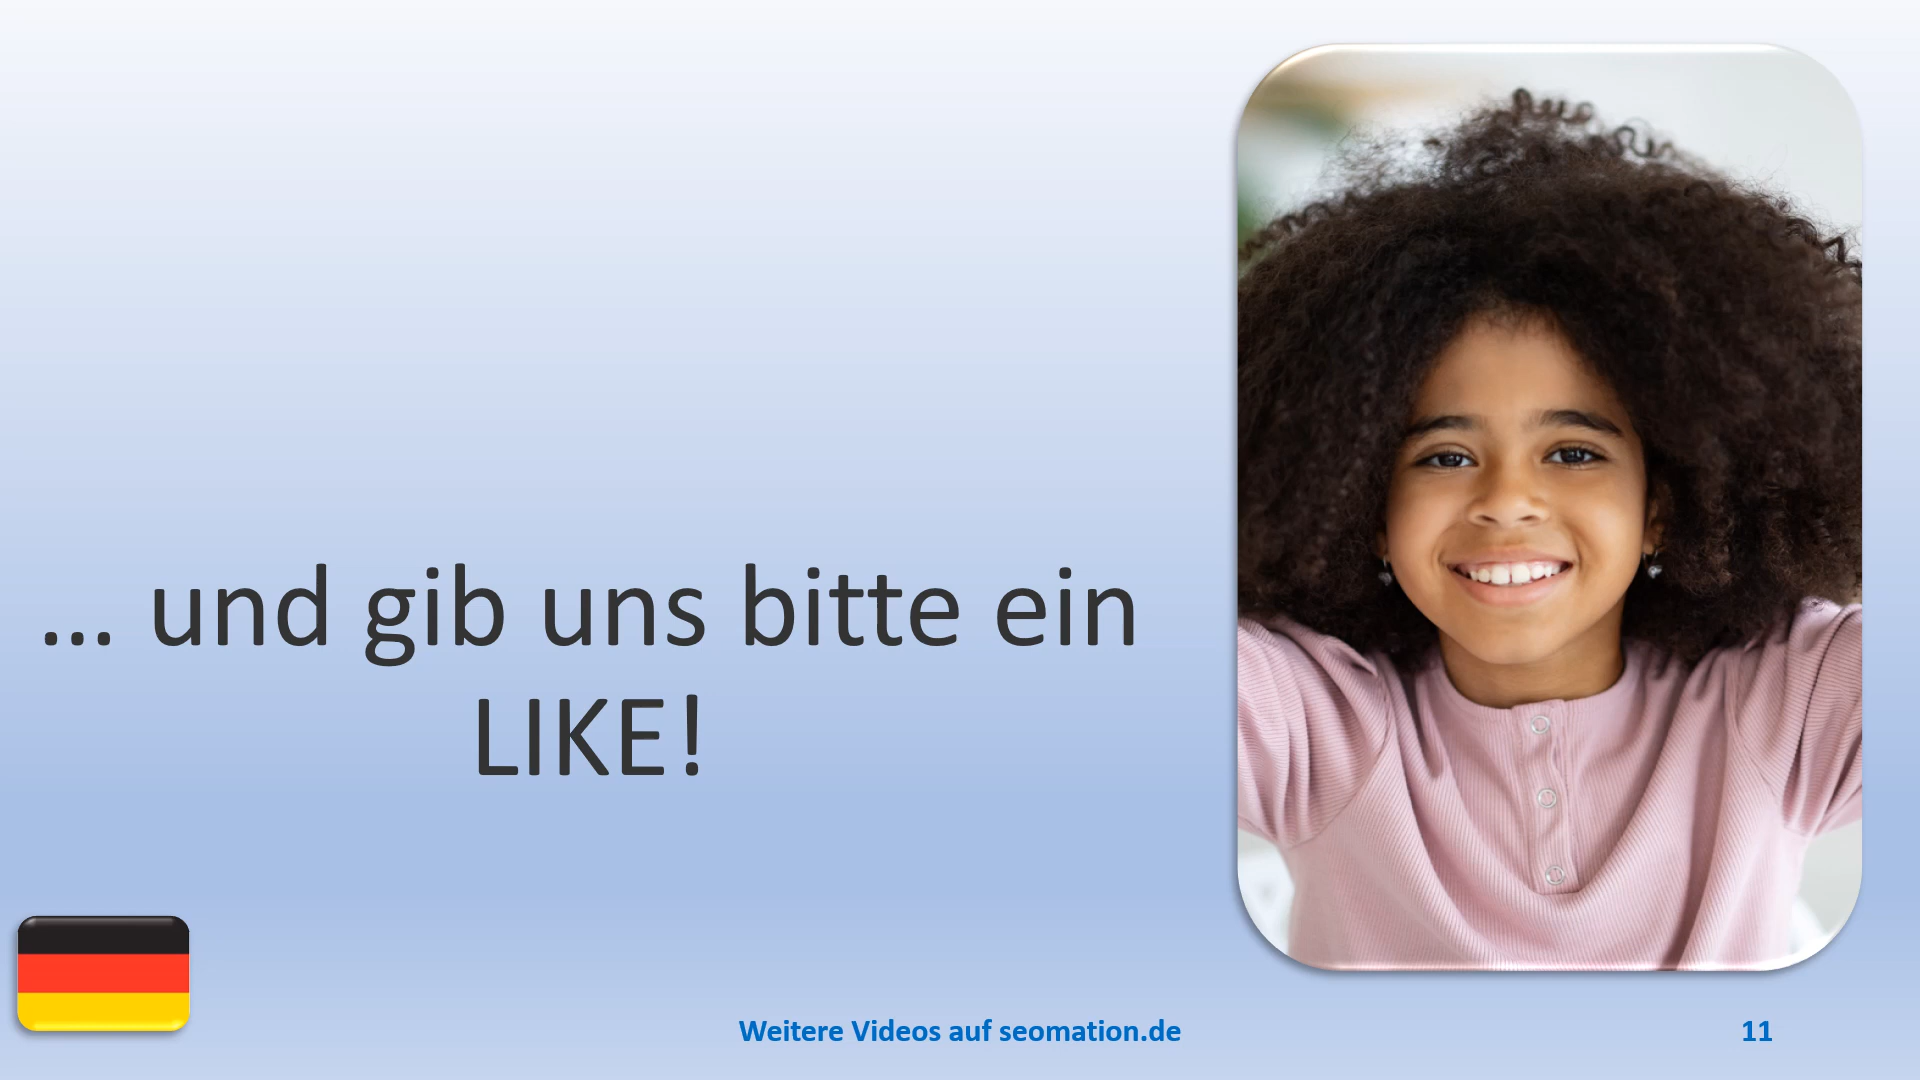 ... und gib uns bitte ein
LIKE!
Weitere Videos auf seomation.de
11